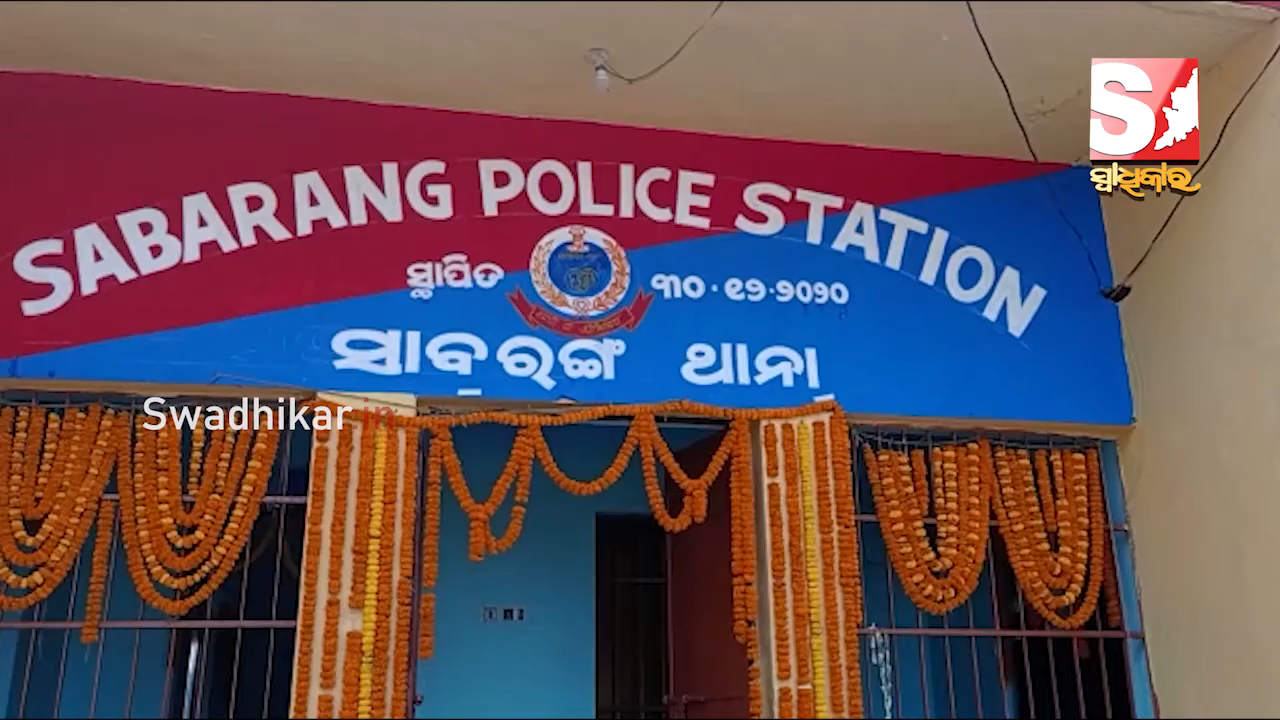 SABARANG POLICE STATION
ସ୍ଥାପିତ ୩୦.୧୨.୨୦୨୦
ସାବରଙ୍ଗ ଥାନା
Swadhikar.in
S
ସ୍ୱାଧିକାର